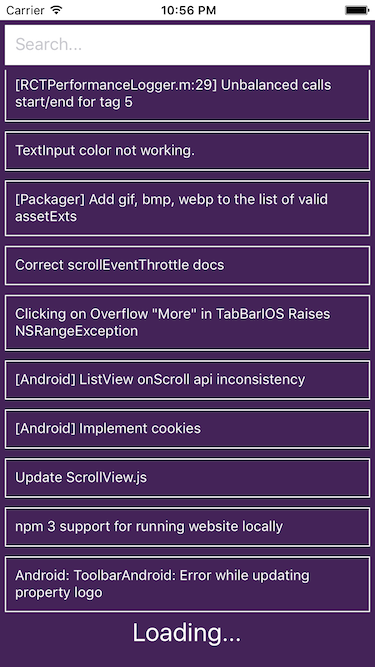 Carrier 10:56 PM
Search...
[RCTPerformanceLogger.m:29] Unbalanced calls
start/end for tag 5
TextInput color not working.
[Packager] Add gif, bmp, webp to the list of valid
assetExts
Correct scrollEventThrottle docs
Clicking on Overflow "More" in TabBarIOS Raises
NSRangeException
[Android] ListView onScroll api inconsistency
[Android] Implement cookies
Update ScrollView.js
npm 3 support for running website locally
Android: ToolbarAndroid: Error while updating
property logo
Loading...